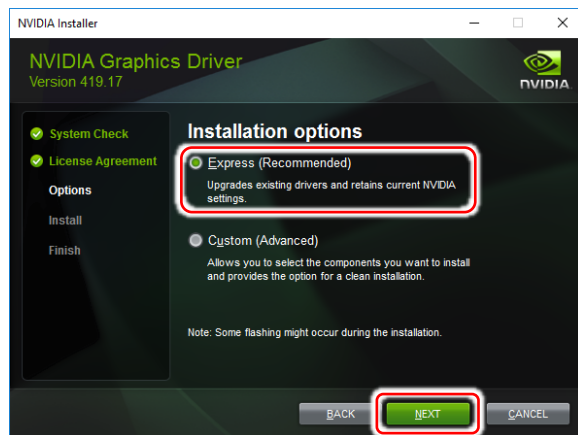 NVIDIA Installer
NVIDIA Graphics Driver
Version 419.17
NVIDIA.
System Check
License Agreement
Options
Install
Finish
Installation options
Express (Recommended)
Upgrades existing drivers and retains current NVIDIA
settings.
Custom (Advanced)
Allows you to select the components you want to install
and provides the option for a clean installation.
Note: Some flashing might occur during the installation.
BACK
NEXT
CANCEL